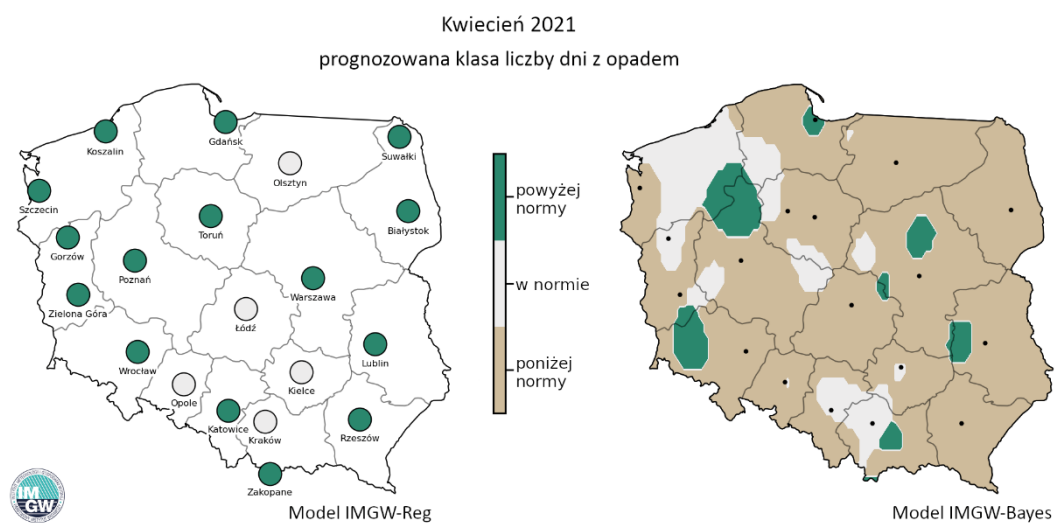 Kwiecień 2021
prognozowana klasa liczby dni z opadem
Koszalin
Gdańsk
Suwałki
Olsztyn
Szczecin
Toruń
Białystok
Gorzów
Poznań
Warszawa
Zielona Góra
Łódź
Wrocław
Lublin
Opole
Kielce
Katowice
Kraków
Rzeszów
Zakopane
powyżej
normy
w normie
poniżej
normy
IM
GW
Model IMGW-Reg
Model IMGW-Bayes